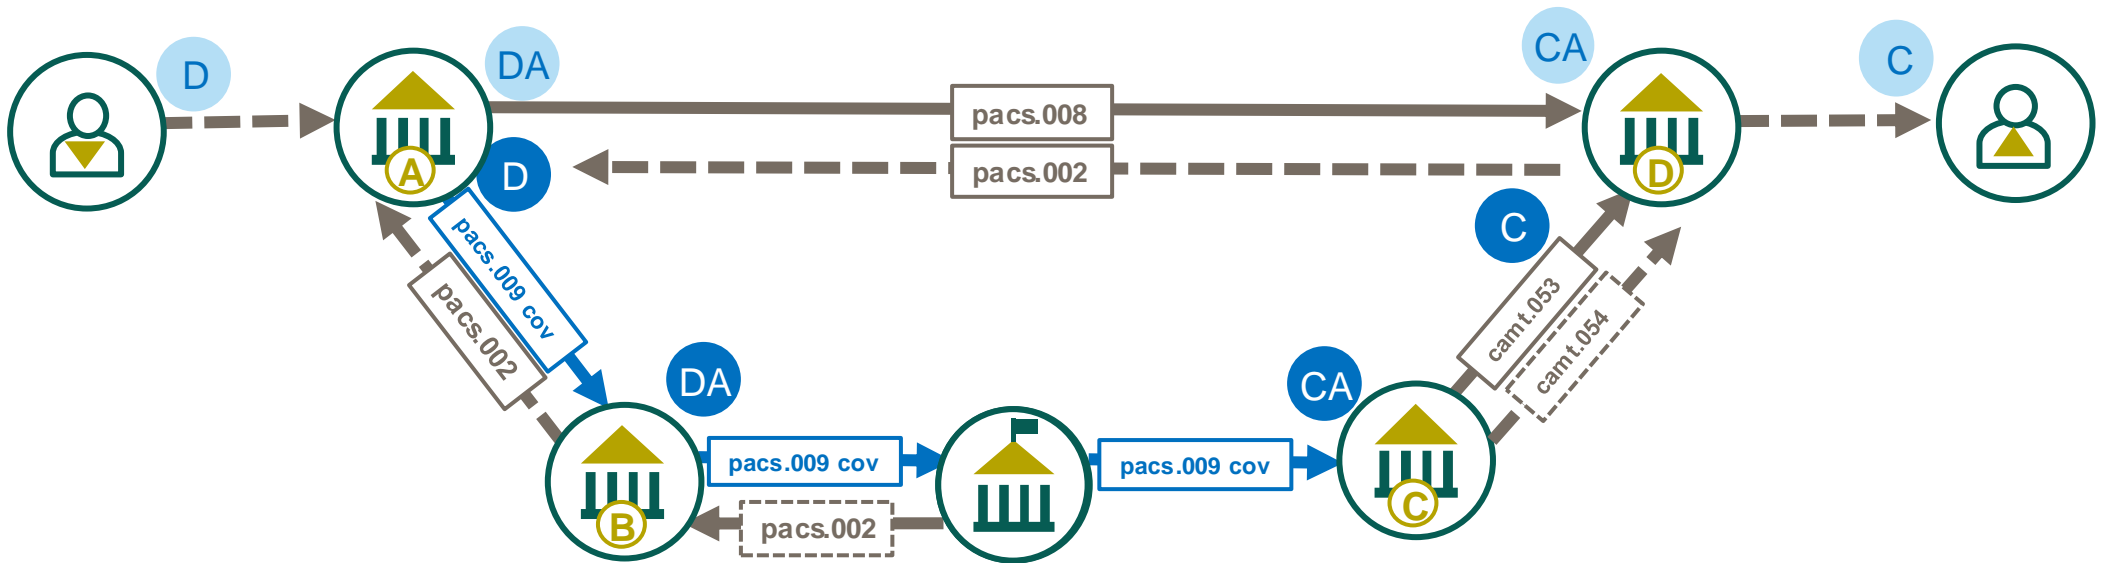 D
DA
CA
C
pacs.008
pacs.002
A
D
D
C
pacs.009 cov
pacs.002
camt.053
camt.054
DA
CA
pacs.009 cov
pacs.009 cov
pacs.002
B
C